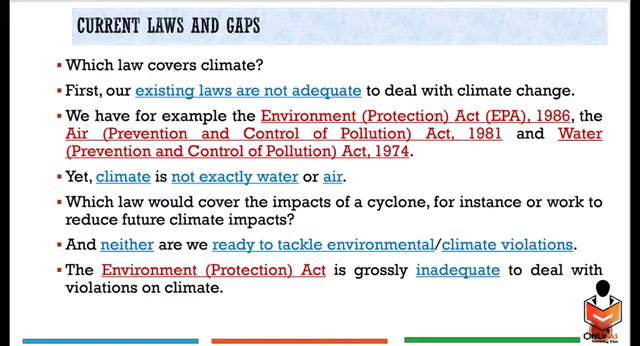 CURRENT LAWS AND GAPS
▪ Which law covers climate?
▪ First, our existing laws are not adequate to deal with climate change.
▪ We have for example the Environment (Protection) Act (EPA), 1986, the
Air (Prevention and Control of Pollution) Act, 1981 and Water
(Prevention and Control of Pollution) Act, 1974.
▪ Yet, climate is not exactly water or air.
▪ Which law would cover the impacts of a cyclone, for instance or work to
reduce future climate impacts?
▪ And neither are we ready to tackle environmental/climate violations.
▪ The Environment (Protection) Act is grossly inadequate to deal with
violations on climate.
ONLY